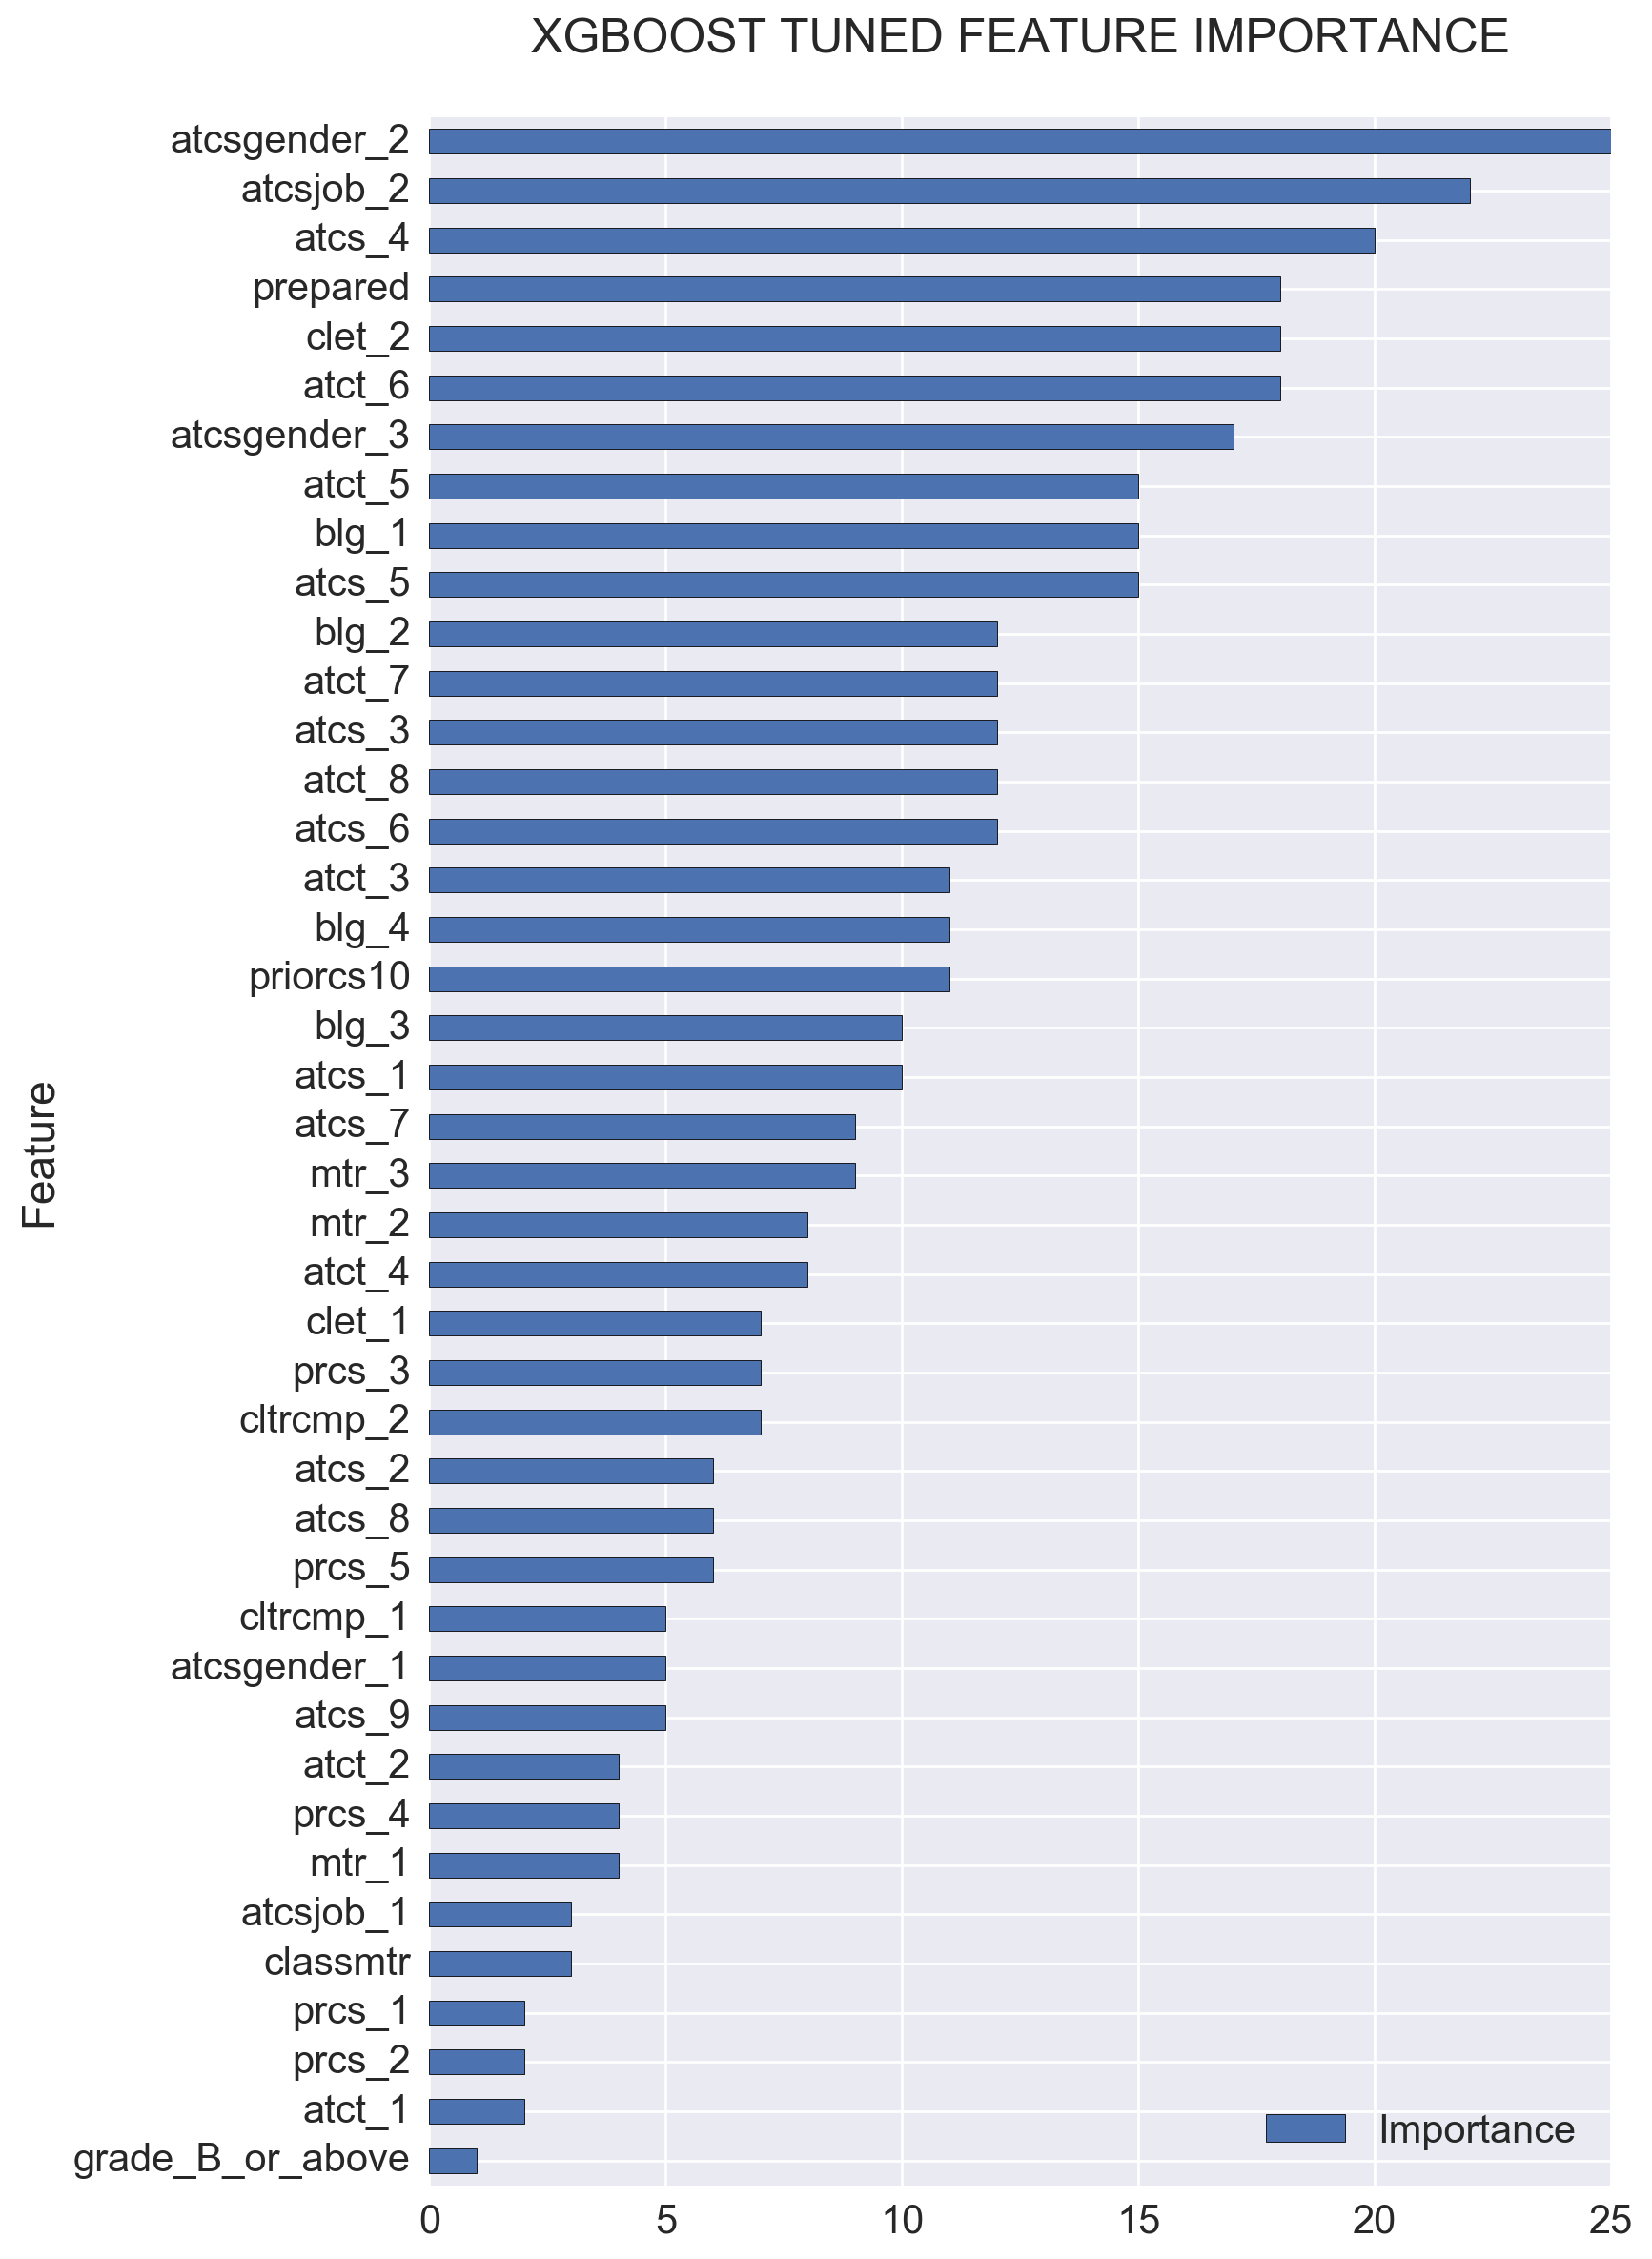 XGBOOST TUNED FEATURE IMPORTANCE
atcsgender_2
atcsjob_2
atcs_4
prepared
clet_2
atct_6
atcsgender_3
atct_5
blg_1
atcs_5
blg_2
atct_7
atcs_3
atct_8
atcs_6
atct_3
blg_4
priorcs10
blg_3
atcs_1
atcs_7
mtr_3
mtr_2
atct_4
clet_1
prcs_3
cltrcmp_2
atcs_2
atcs_8
prcs_5
cltrcmp_1
atcsgender_1
atcs_9
atct_2
prcs_4
mtr_1
atcsjob_1
classmtr
prcs_1
prcs_2
atct_1
grade_B_or_above
Feature
Importance
0 5 10 15 20 25